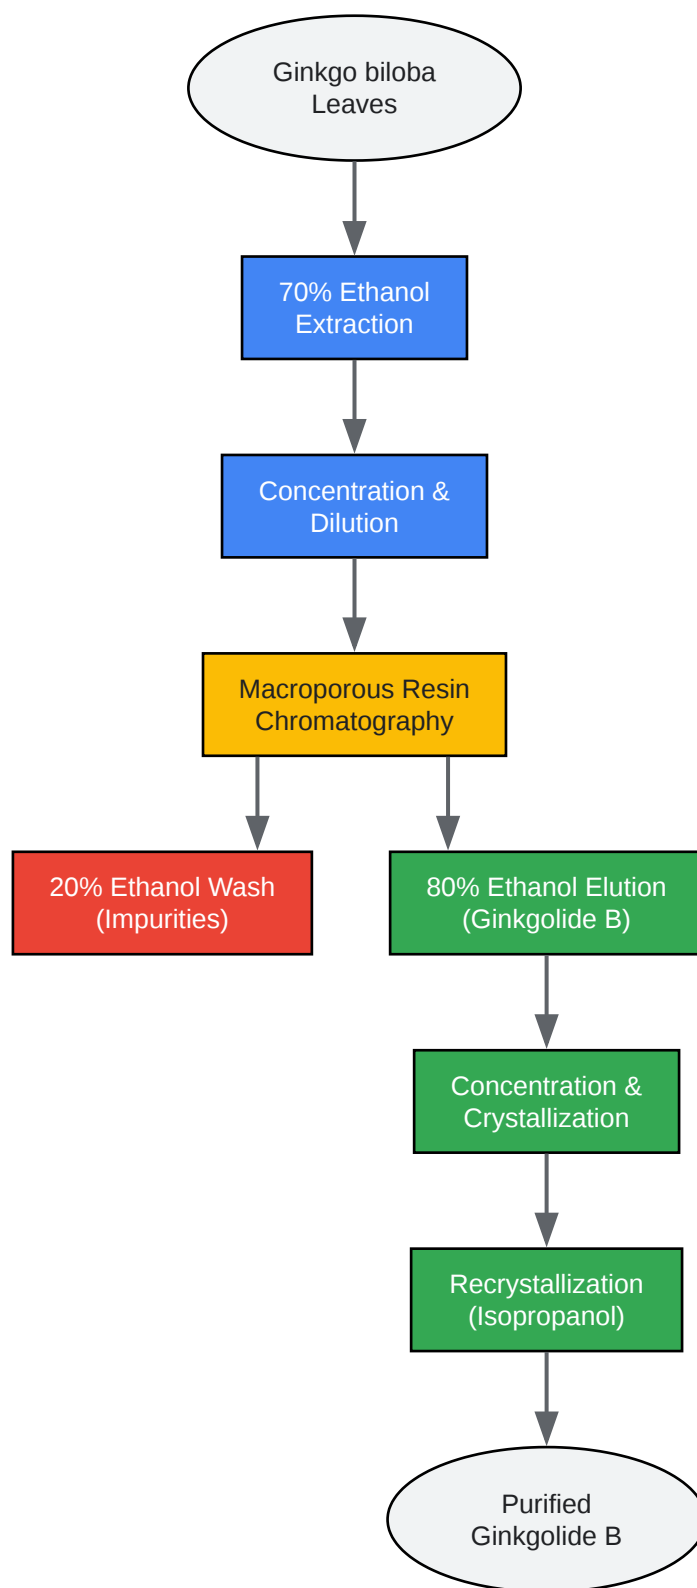 Ginkgo biloba
Leaves
70% Ethanol
Extraction
Concentration &
Dilution
Macroporous Resin
Chromatography
20% Ethanol Wash
(Impurities)
80% Ethanol Elution
(Ginkgolide B)
Concentration &
Crystallization
Recrystallization
(Isopropanol)
Purified
Ginkgolide B